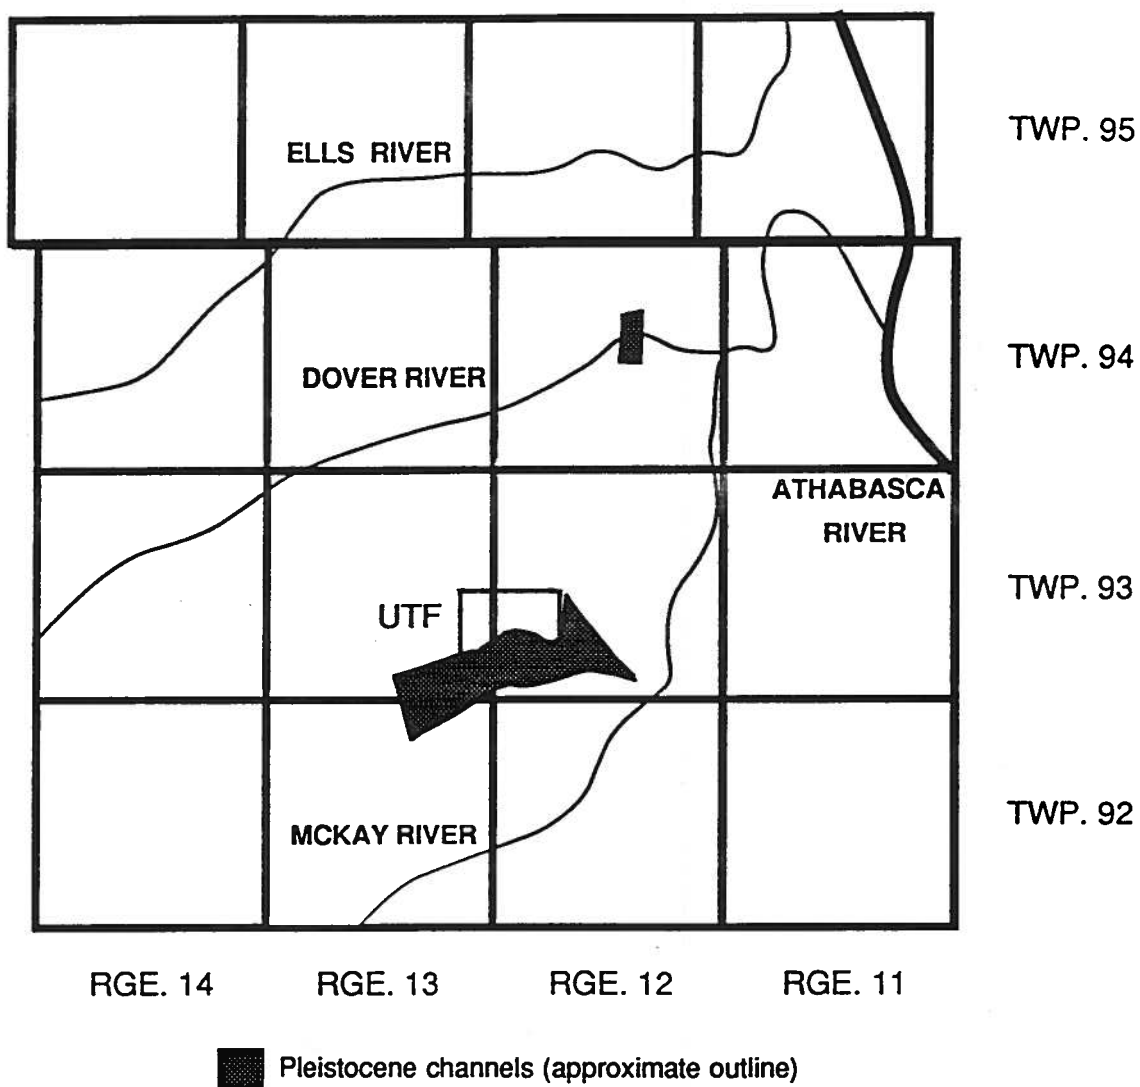 TWP. 95
ELLS RIVER
TWP. 94
DOVER RIVER
ATHABASCA
RIVER
TWP. 93
UTF
TWP. 92
MCKAY RIVER
RGE. 14
RGE. 13
RGE. 12
RGE. 11
Pleistocene channels (approximate outline)